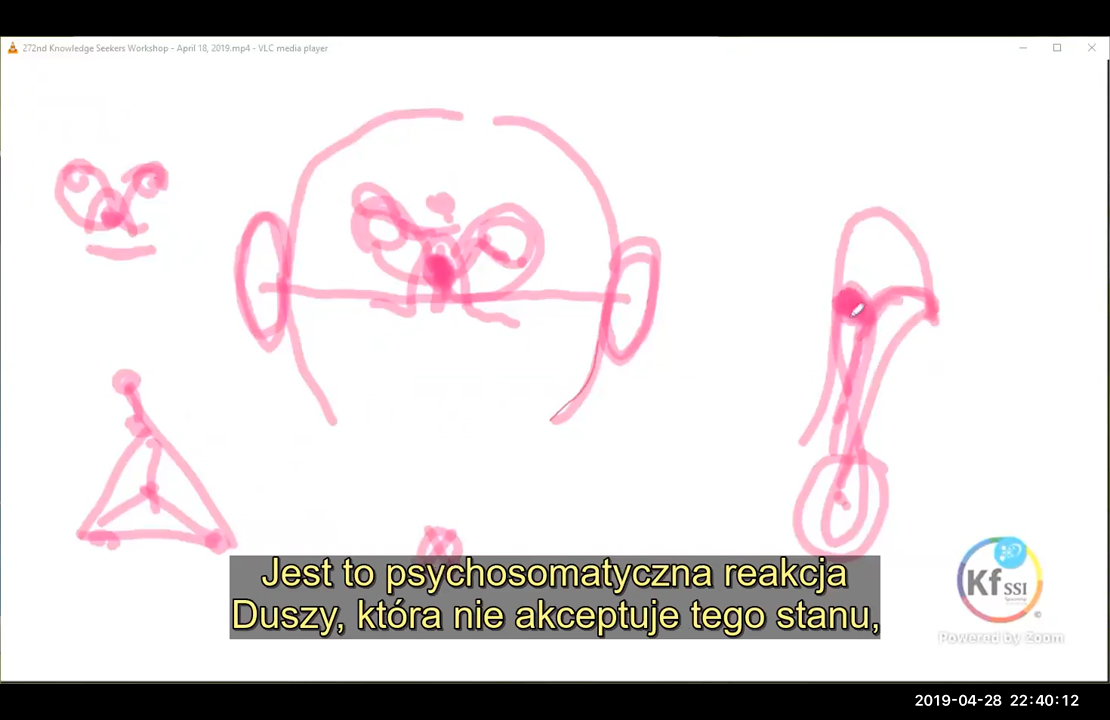 272nd Knowledge Seekers Workshop - April 18, 2019.mp4 - VLC media player
Kf SSI
©
Powered by Zoom
Jest to psychosomatyczna reakcja
Duszy, która nie akceptuje tego stanu,
2019-04-28 22:40:12